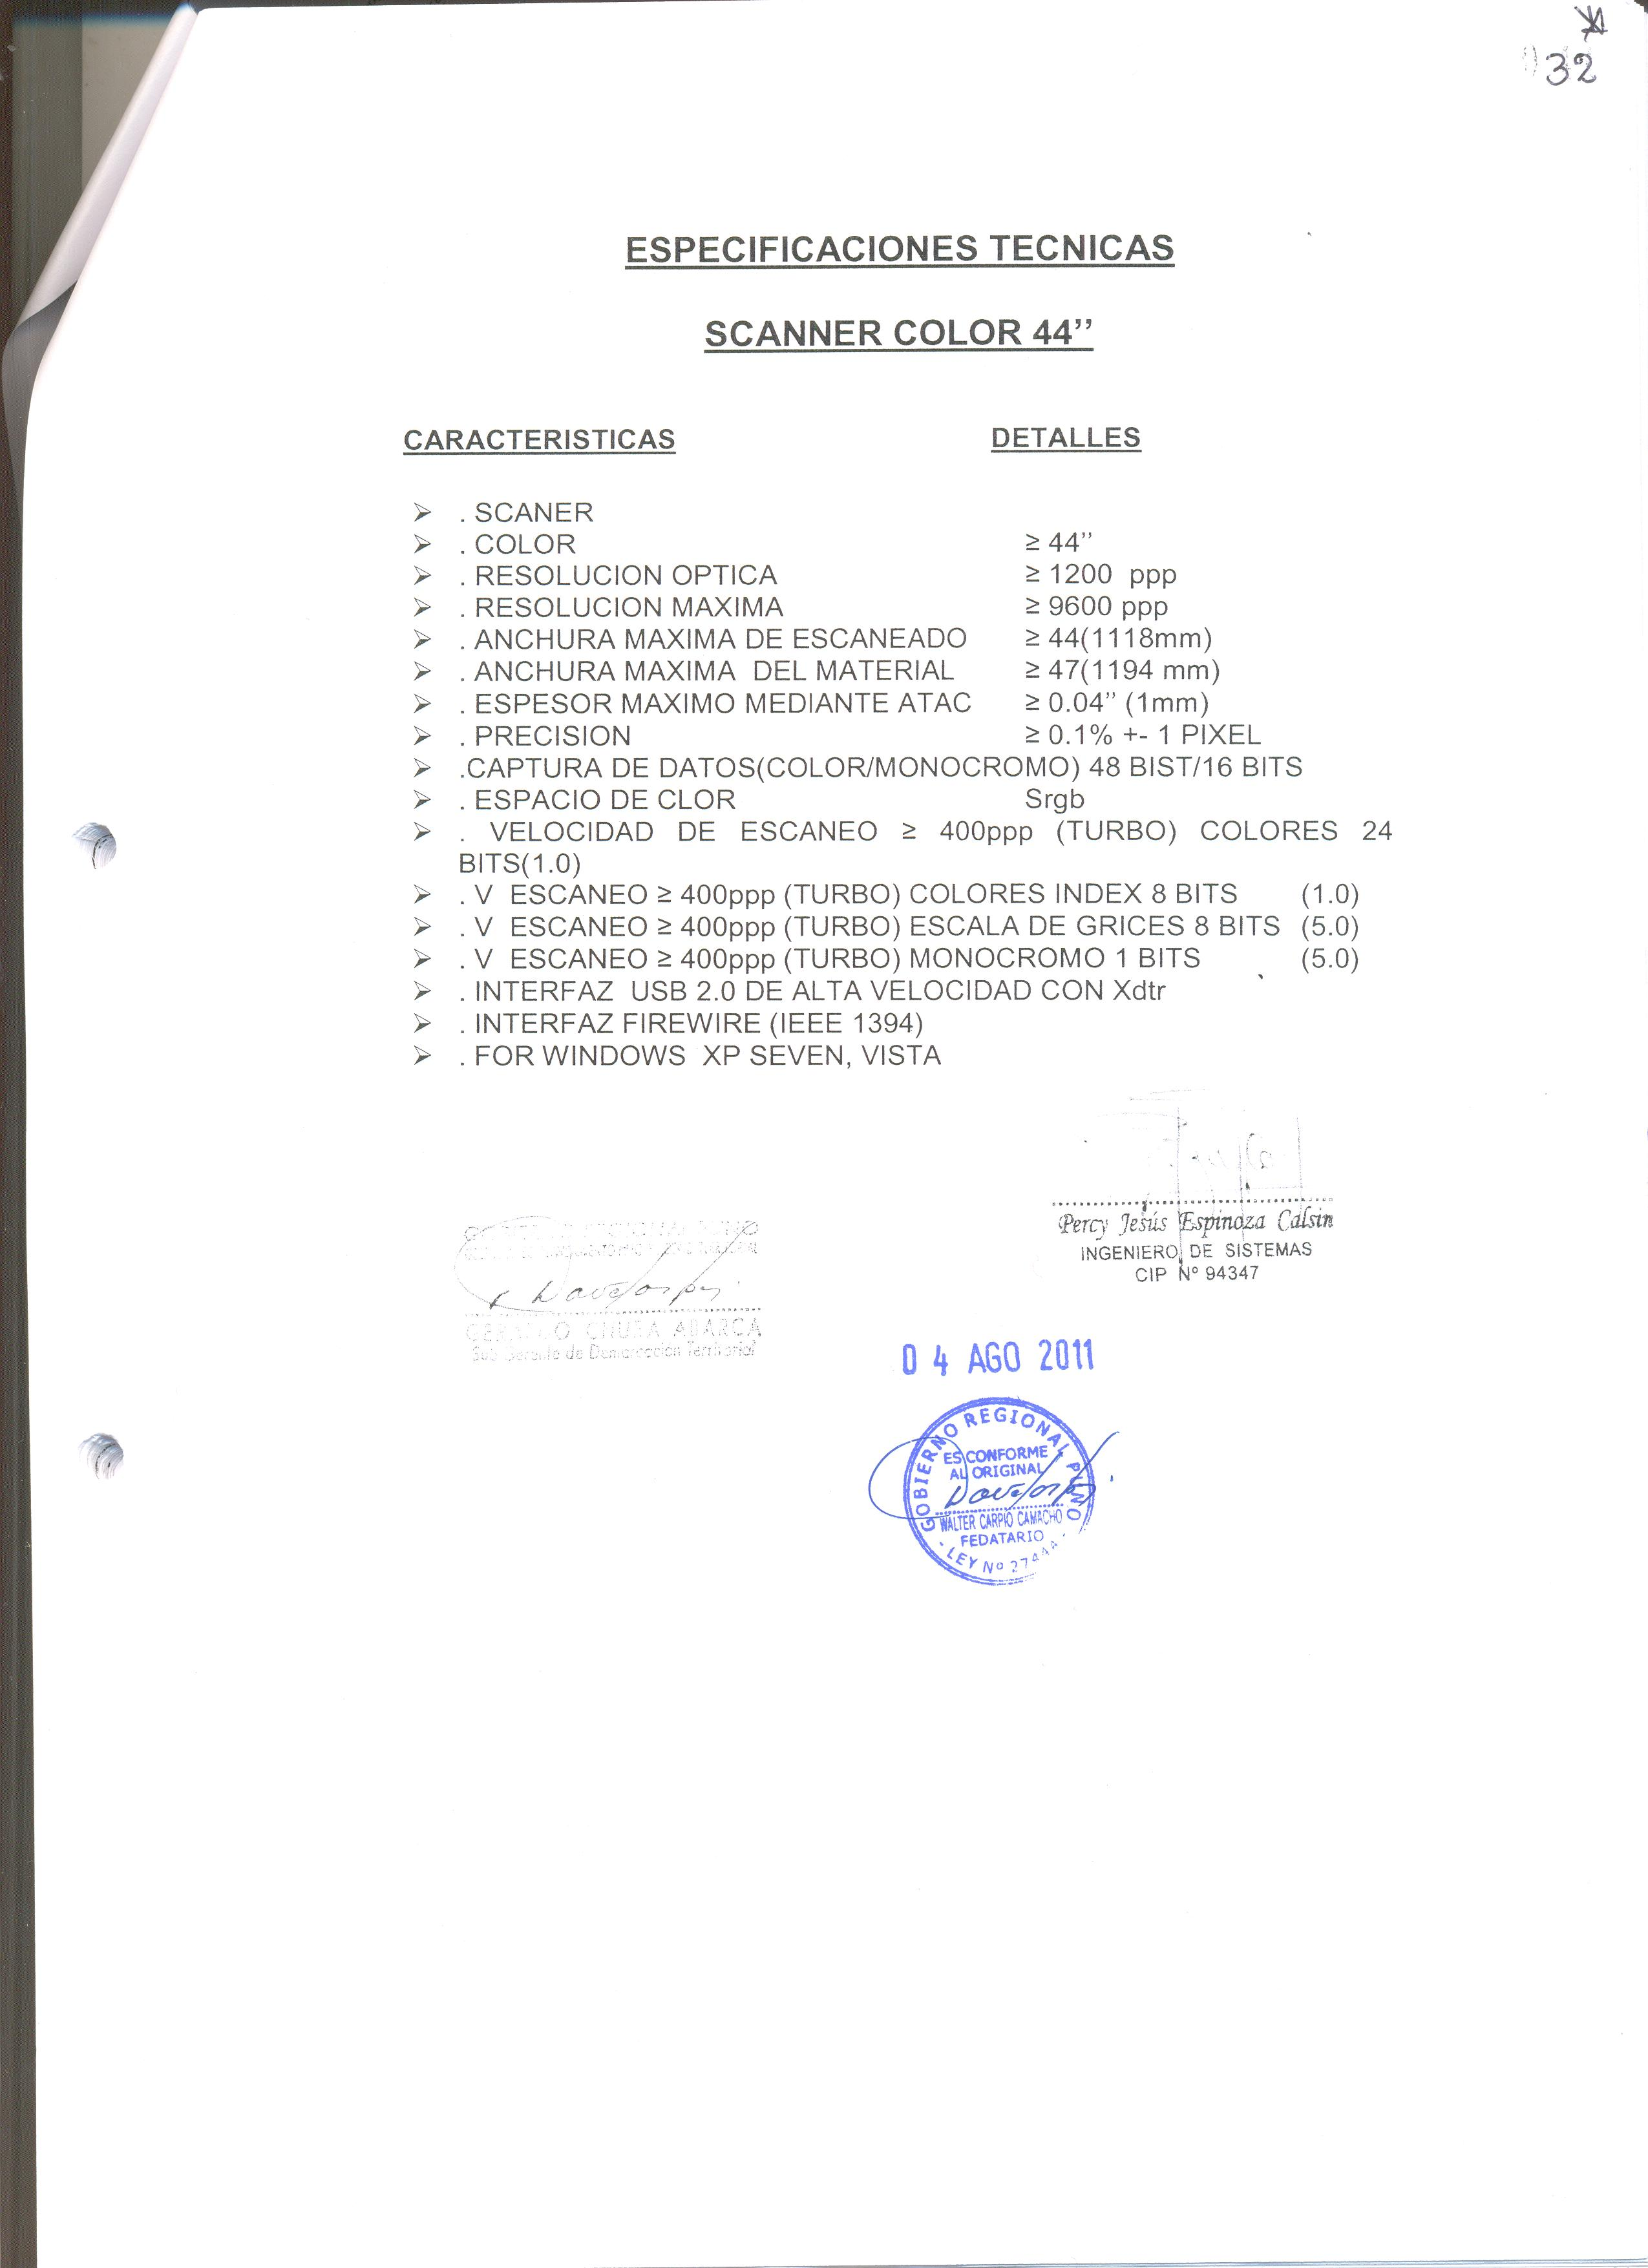 32
ESPECIFICACIONES TECNICAS
SCANNER COLOR 44”
CARACTERISTICAS DETALLES
➢ . SCANER
➢ . COLOR ≥ 44”
➢ . RESOLUCION OPTICA ≥ 1200 ppp
➢ . RESOLUCION MAXIMA ≥ 9600 ppp
➢ . ANCHURA MAXIMA DE ESCANEADO ≥ 44(1118mm)
➢ . ANCHURA MAXIMA DEL MATERIAL ≥ 47(1194 mm)
➢ . ESPESOR MAXIMO MEDIANTE ATAC ≥ 0.04” (1mm)
➢ . PRECISION ≥ 0.1% +- 1 PIXEL
➢ .CAPTURA DE DATOS(COLOR/MONOCROMO) 48 BIST/16 BITS
➢ . ESPACIO DE CLOR Srgb
➢ . VELOCIDAD DE ESCANEO ≥ 400ppp (TURBO) COLORES 24
BITS(1.0)
➢ . V ESCANEO ≥ 400ppp (TURBO) COLORES INDEX 8 BITS (1.0)
➢ . V ESCANEO ≥ 400ppp (TURBO) ESCALA DE GRICES 8 BITS (5.0)
➢ . V ESCANEO ≥ 400ppp (TURBO) MONOCROMO 1 BITS (5.0)
➢ . INTERFAZ USB 2.0 DE ALTA VELOCIDAD CON Xdtr
➢ . INTERFAZ FIREWIRE (IEEE 1394)
➢ . FOR WINDOWS XP SEVEN, VISTA
Percy Jesús Espinoza Calsin
INGENIERO DE SISTEMAS
CIP Nº 94347
ABARCA
Sub Gerente de Demarcación Territorial
04 AGO 2011
GOBIERNO REGIONAL PUNO
ES CONFORME
AL ORIGINAL
WALTER CARPIO CAMACHO
FEDATARIO
- LEY Nº 27444 -